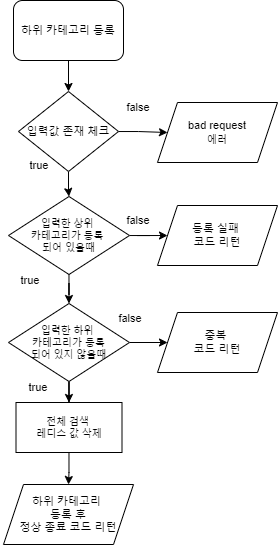 하위 카테고리 등록
false
입력값 존재 체크
bad request
에러
true
false
입력한 상위
카테고리가 등록
되어 있을때
등록 실패
코드 리턴
true
false
입력한 하위
카테고리가 등록
되어 있지 않을때
중복
코드 리턴
true
전체 검색
레디스 값 삭제
하위 카테고리
등록 후
정상 종료 코드 리턴